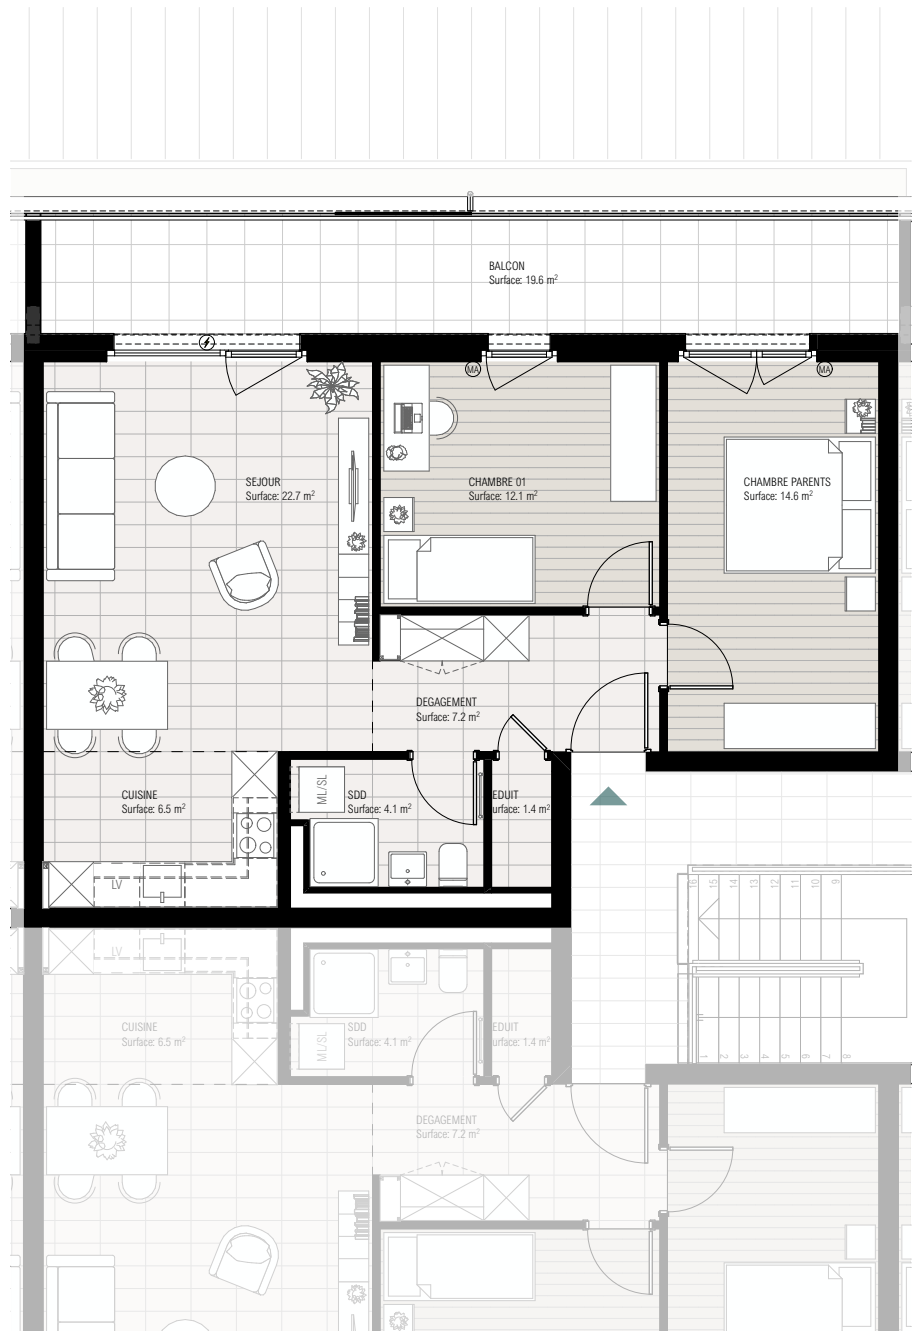 BALCON
Surface: 19.6 m²
MA
MA
SEJOUR
Surface: 22.7 m²
CHAMBRE 01
Surface: 12.1 m²
CHAMBRE PARENTS
Surface: 14.6 m²
DEGAGEMENT
Surface: 7.2 m²
CUISINE
Surface: 6.5 m²
ML/SL
SDD
Surface: 4.1 m²
EDUIT
urface: 1.4 m²
LV
16
15
14
13
12
11
10
9
LV
CUISINE
Surface: 6.5 m²
ML/SL
SDD
Surface: 4.1 m²
EDUIT
urface: 1.4 m²
1
2
3
4
5
6
7
8
DEGAGEMENT
Surface: 7.2 m²